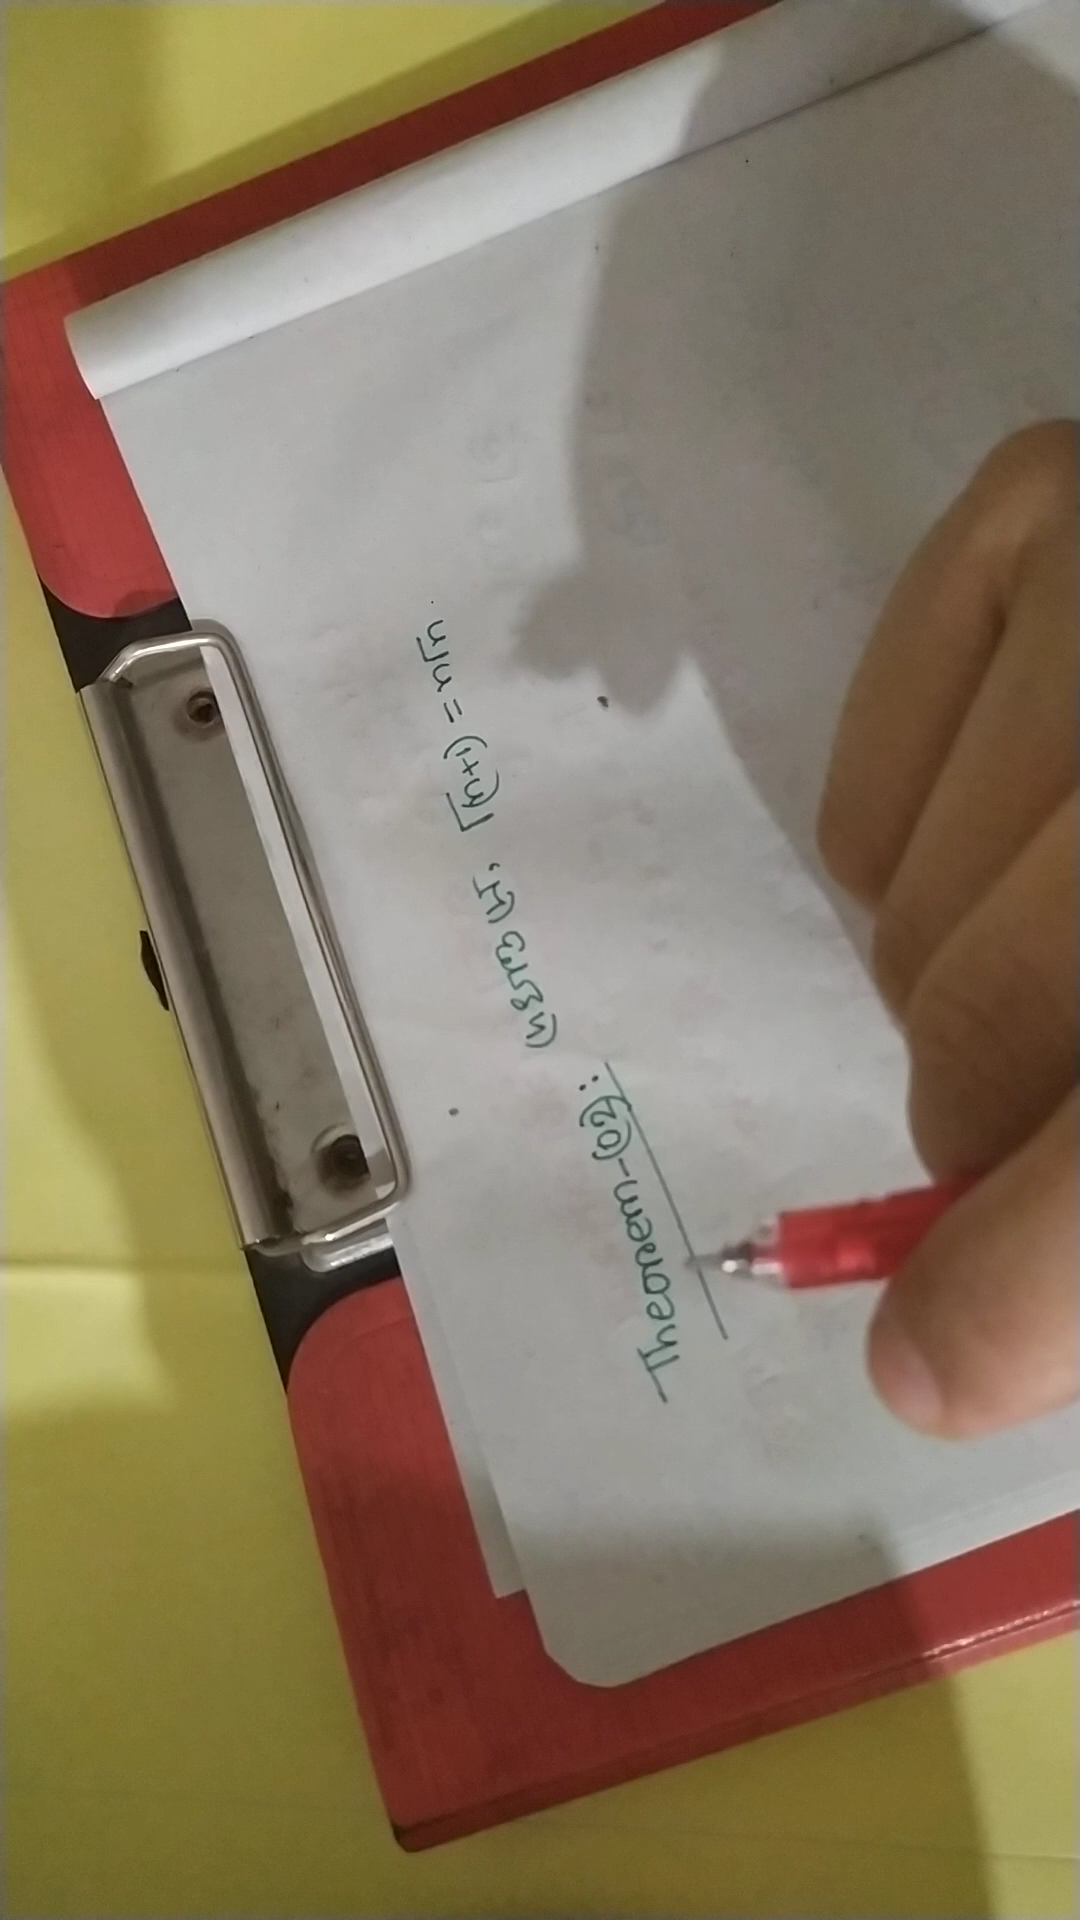 Theorem-(02): দেখাও যে, Γ(n+1) = nΓn